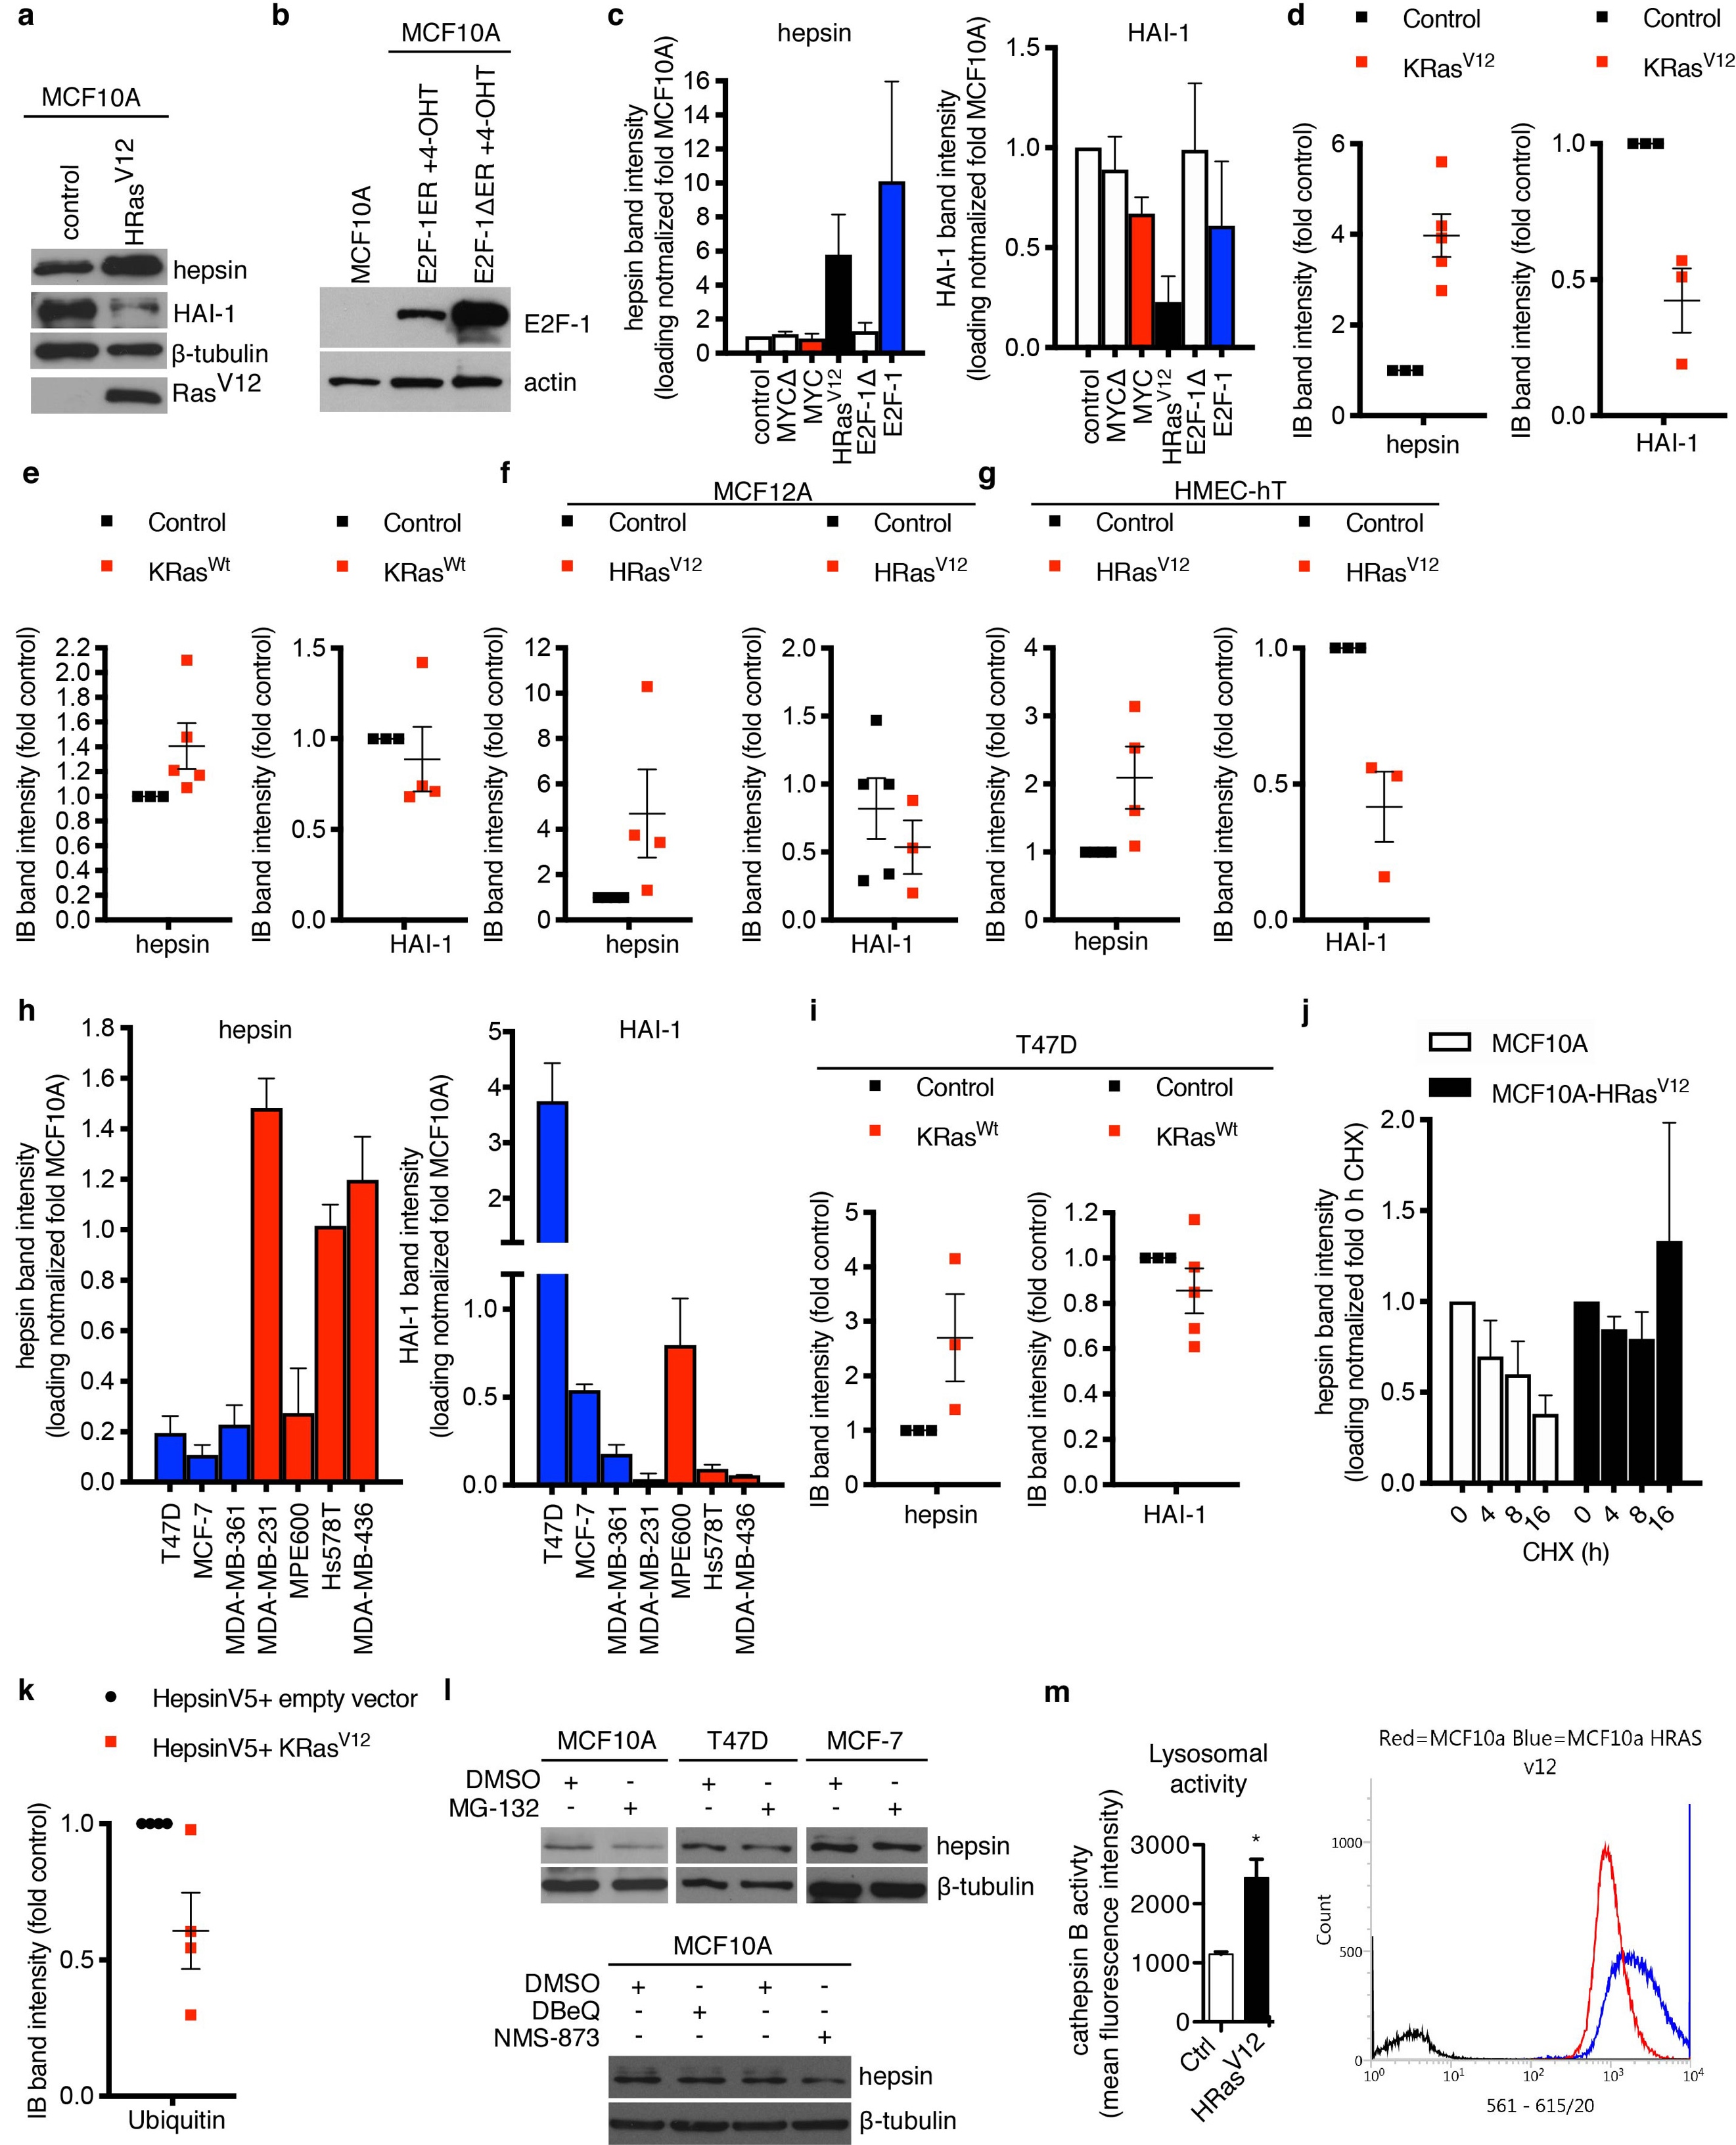 a
MCF10A
control
HRasV12
hepsin
HAI-1
β-tubulin
RasV12
b
MCF10A
MCF10A
E2F-1ER +4-OHT
E2F-1ΔER +4-OHT
E2F-1
actin
c
hepsin
hepsin band intensity
(loading notmalized fold MCF10A)
16
14
12
10
8
6
4
2
0
control
MYCΔ
MYC
HRasV12
E2F-1Δ
E2F-1
HAI-1
HAI-1 band intensity
(loading notmalized fold MCF10A)
1.5
1.0
0.5
0.0
control
MYCΔ
MYC
HRasV12
E2F-1Δ
E2F-1
d
Control
KRasV12
IB band intensity (fold control)
6
4
2
0
hepsin
Control
KRasV12
IB band intensity (fold control)
1.0
0.5
0.0
HAI-1
e
Control
KRasWt
IB band intensity (fold control)
2.2
2.0
1.8
1.6
1.4
1.2
1.0
0.8
0.6
0.4
0.2
0.0
hepsin
Control
KRasWt
IB band intensity (fold control)
1.5
1.0
0.5
0.0
HAI-1
f
MCF12A
Control
HRasV12
IB band intensity (fold control)
12
10
8
6
4
2
0
hepsin
Control
HRasV12
IB band intensity (fold control)
2.0
1.5
1.0
0.5
0.0
HAI-1
g
HMEC-hT
Control
HRasV12
IB band intensity (fold control)
4
3
2
1
0
hepsin
Control
HRasV12
IB band intensity (fold control)
1.0
0.5
0.0
HAI-1
h
hepsin
hepsin band intensity
(loading notmalized fold MCF10A)
1.8
1.6
1.4
1.2
1.0
0.8
0.6
0.4
0.2
0.0
T47D
MCF-7
MDA-MB-361
MDA-MB-231
MPE600
Hs578T
MDA-MB-436
HAI-1
HAI-1 band intensity
(loading notmalized fold MCF10A)
5
4
3
2
1.0
0.5
0.0
T47D
MCF-7
MDA-MB-361
MDA-MB-231
MPE600
Hs578T
MDA-MB-436
i
T47D
Control
KRasWt
IB band intensity (fold control)
5
4
3
2
1
0
hepsin
Control
KRasWt
IB band intensity (fold control)
1.2
1.0
0.8
0.6
0.4
0.2
0.0
HAI-1
j
MCF10A
MCF10A-HRasV12
hepsin band intensity
(loading notmalized fold 0 h CHX)
2.0
1.5
1.0
0.5
0.0
0 4 8 16 0 4 8 16
CHX (h)
k
HepsinV5+ empty vector
HepsinV5+ KRasV12
IB band intensity (fold control)
1.0
0.5
0.0
Ubiquitin
l
MCF10A T47D MCF-7
DMSO + - + - + -
MG-132 - + - + - +
hepsin
β-tubulin
MCF10A
DMSO + - + -
DBeQ - + - -
NMS-873 - - - +
hepsin
β-tubulin
m
Lysosomal
activity
cathepsin B activty
(mean fluorescence intensity)
3000
2000
1000
0
*
Ctrl
HRasV12
Red=MCF10a Blue=MCF10a HRAS
v12
Count
1000
500
0
10⁰ 10¹ 10² 10³ 10⁴
561 - 615/20